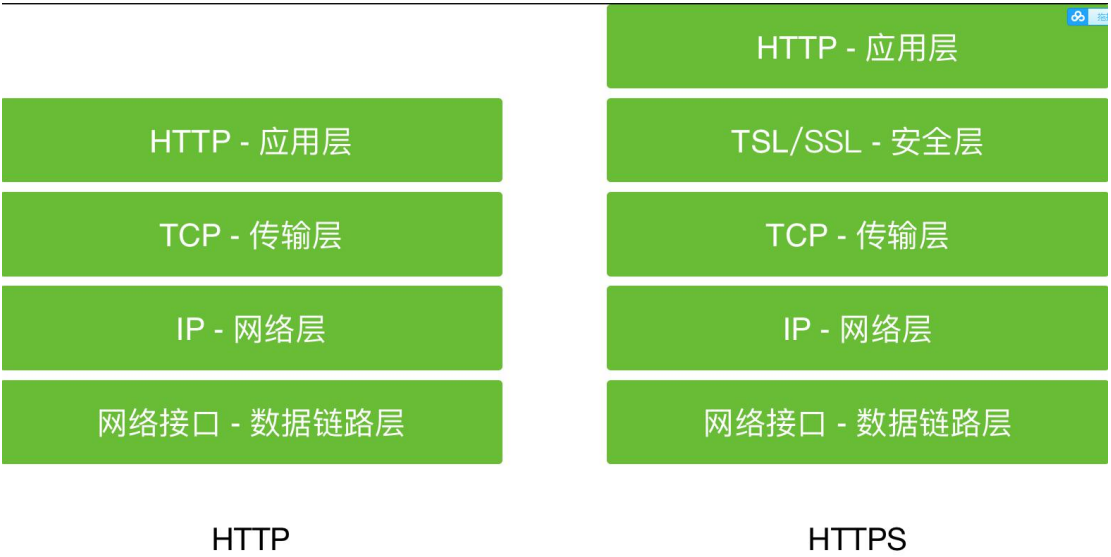 HTTP - 应用层
TCP - 传输层
IP - 网络层
网络接口 - 数据链路层
HTTP
HTTP - 应用层
TSL/SSL - 安全层
TCP - 传输层
IP - 网络层
网络接口 - 数据链路层
HTTPS